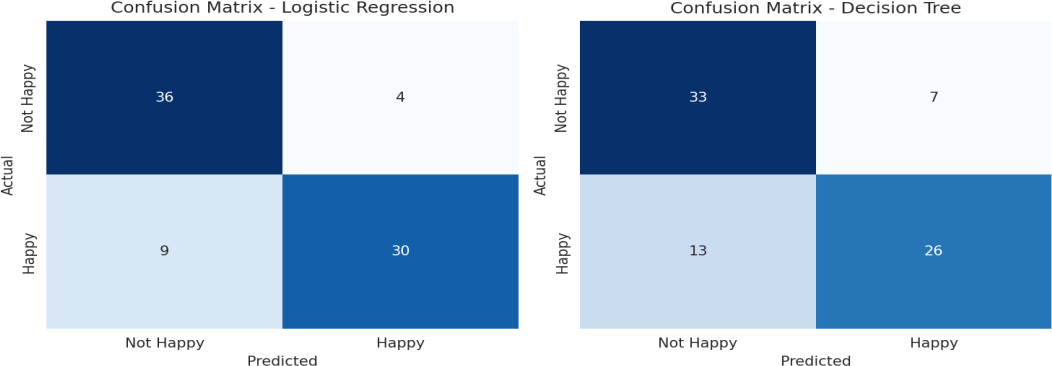 Confusion Matrix - Logistic Regression
Actual
Not Happy
36
4
Happy
9
30
Not Happy
Happy
Predicted
Confusion Matrix - Decision Tree
Actual
Not Happy
33
7
Happy
13
26
Not Happy
Happy
Predicted